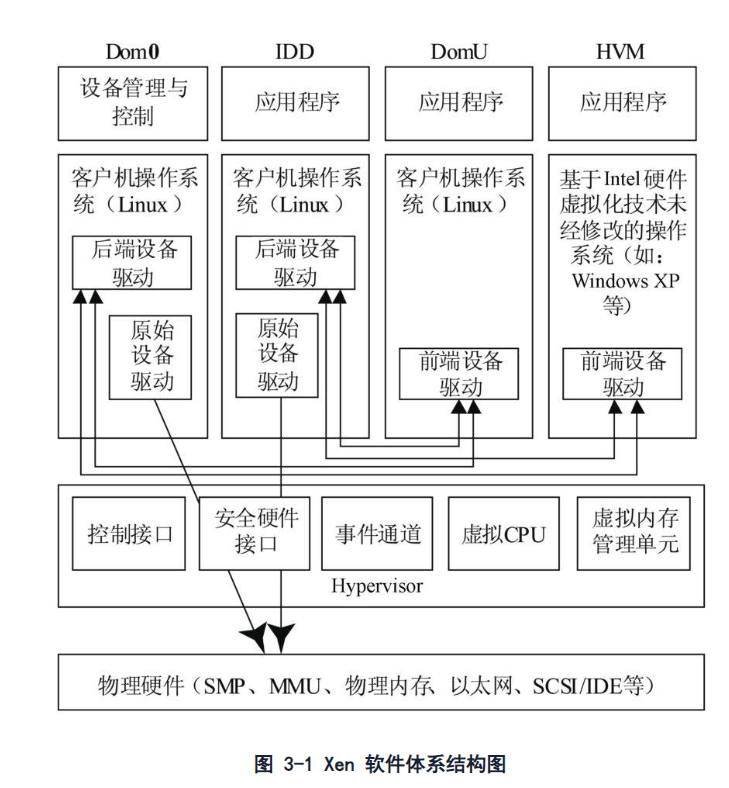 Dom0
IDD
DomU
HVM
设备管理与
控制
应用程序
应用程序
应用程序
客户机操作系
统（Linux）
后端设备
驱动
原始
设备
驱动
客户机操作系
统（Linux）
后端设备
驱动
原始
设备
驱动
客户机操作系
统（Linux）
前端设备
驱动
基于Intel硬件
虚拟化技术未
经修改的操作
系统（如：
Windows XP
等）
前端设备
驱动
控制接口
安全硬件
接口
事件通道
虚拟CPU
虚拟内存
管理单元
Hypervisor
物理硬件（SMP、MMU、物理内存、以太网、SCSI/IDE等）
图 3-1 Xen 软件体系结构图